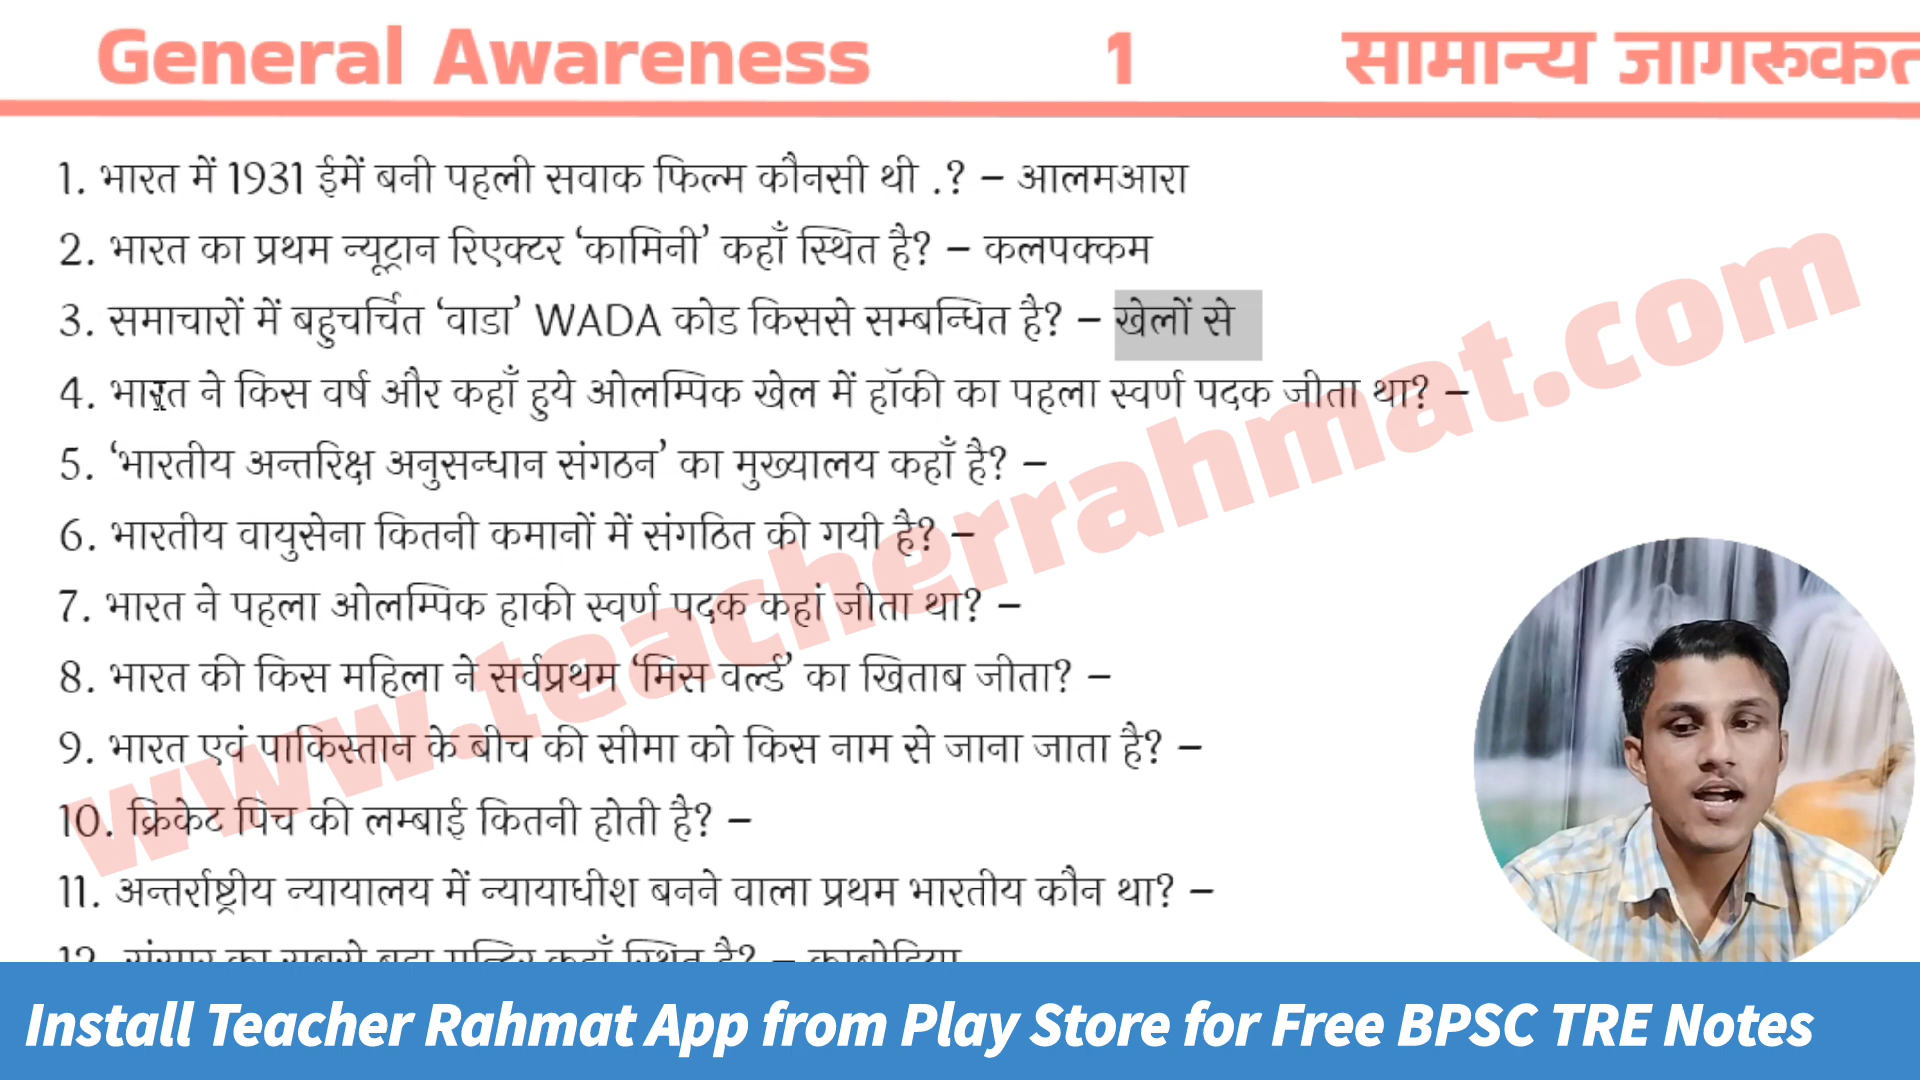 General Awareness 1 सामान्य जागरूकत
1. भारत में 1931 ईमें बनी पहली सवाक फिल्म कौनसी थी .? – आलमआरा
2. भारत का प्रथम न्यूट्रान रिएक्टर ‘कामिनी’ कहाँ स्थित है? – कलपक्कम
3. समाचारों में बहुचर्चित ‘वाडा’ WADA कोड किससे सम्बन्धित है? – खेलों से
4. भारत ने किस वर्ष और कहाँ हुये ओलम्पिक खेल में हॉकी का पहला स्वर्ण पदक जीता था? –
5. ‘भारतीय अन्तरिक्ष अनुसन्धान संगठन’ का मुख्यालय कहाँ है? –
6. भारतीय वायुसेना कितनी कमानों में संगठित की गयी है? –
7. भारत ने पहला ओलम्पिक हाकी स्वर्ण पदक कहां जीता था? –
8. भारत की किस महिला ने सर्वप्रथम ‘मिस वर्ल्ड’ का खिताब जीता? –
9. भारत एवं पाकिस्तान के बीच की सीमा को किस नाम से जाना जाता है? –
10. क्रिकेट पिच की लम्बाई कितनी होती है? –
11. अन्तर्राष्ट्रीय न्यायालय में न्यायाधीश बनने वाला प्रथम भारतीय कौन था? –
12. संसार का सबसे बड़ा मन्दिर कहाँ स्थित है? – काम्बोडिया
www.teacherrahmat.com
Install Teacher Rahmat App from Play Store for Free BPSC TRE Notes